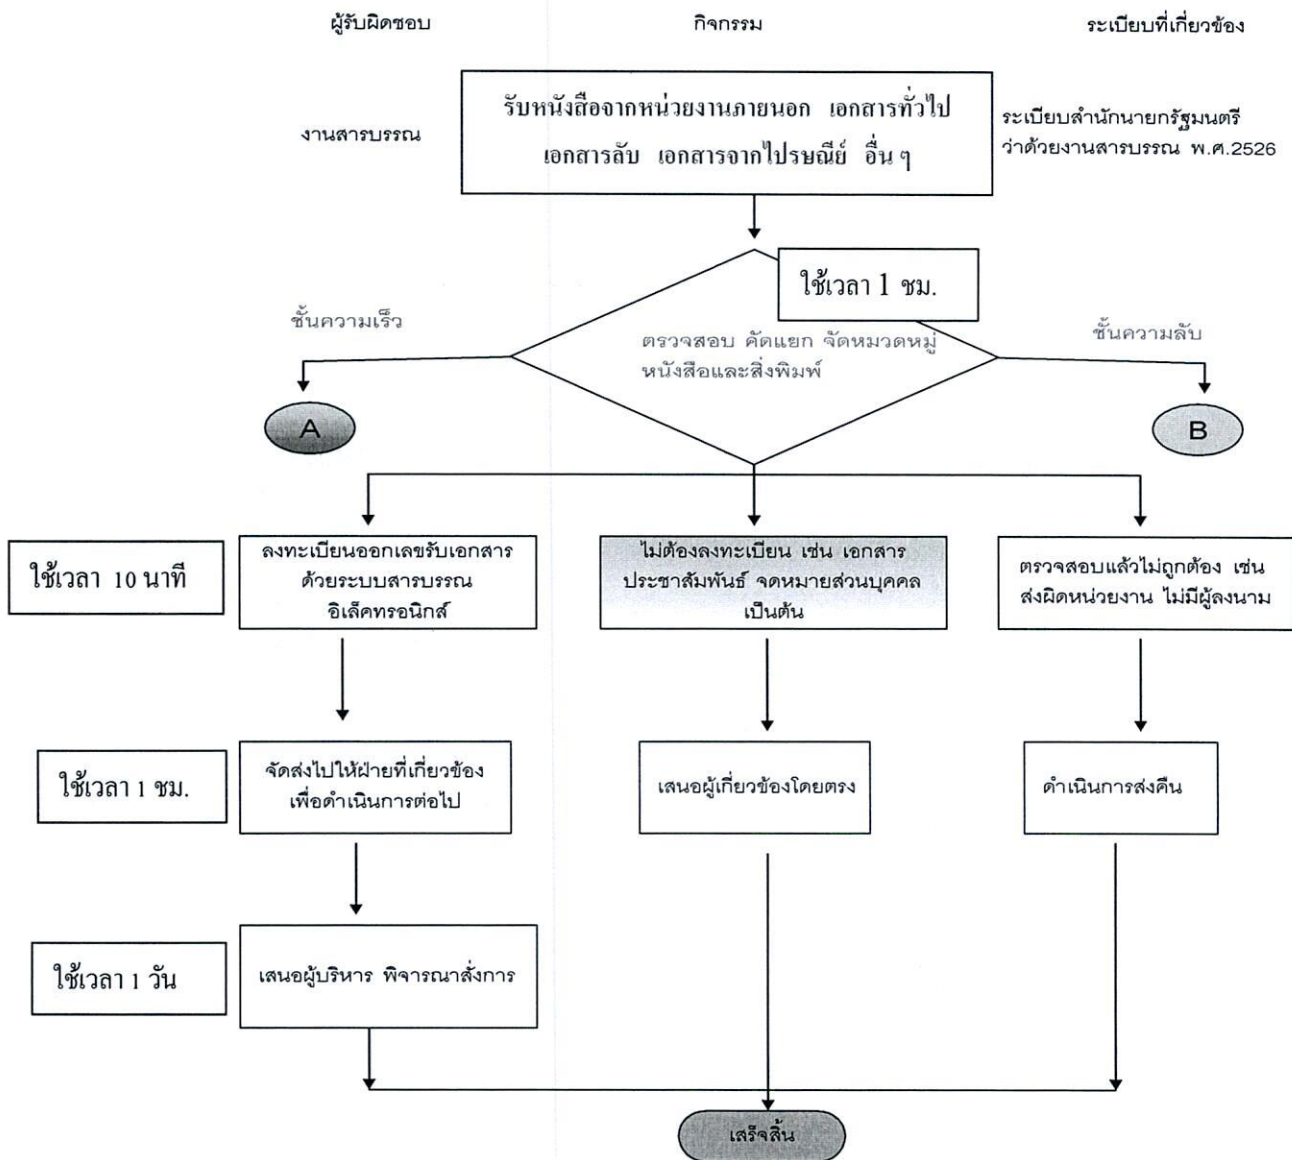 ผู้รับผิดชอบ
กิจกรรม
ระเบียบที่เกี่ยวข้อง
งานสารบรรณ
รับหนังสือจากหน่วยงานภายนอก เอกสารทั่วไป
เอกสารลับ เอกสารจากไปรษณีย์ อื่น ๆ
ระเบียบสำนักนายกรัฐมนตรี
ว่าด้วยงานสารบรรณ พ.ศ.2526
ใช้เวลา 1 ชม.
ชั้นความเร็ว
ตรวจสอบ คัดแยก จัดหมวดหมู่
หนังสือและสิ่งพิมพ์
ชั้นความลับ
A
B
ใช้เวลา 10 นาที
ลงทะเบียนออกเลขรับเอกสาร
ด้วยระบบสารบรรณ
อิเล็คทรอนิกส์
ไม่ต้องลงทะเบียน เช่น เอกสาร
ประชาสัมพันธ์ จดหมายส่วนบุคคล
เป็นต้น
ตรวจสอบแล้วไม่ถูกต้อง เช่น
ส่งผิดหน่วยงาน ไม่มีผู้ลงนาม
ใช้เวลา 1 ชม.
จัดส่งไปให้ฝ่ายที่เกี่ยวข้อง
เพื่อดำเนินการต่อไป
เสนอผู้เกี่ยวข้องโดยตรง
ดำเนินการส่งคืน
ใช้เวลา 1 วัน
เสนอผู้บริหาร พิจารณาสั่งการ
เสร็จสิ้น